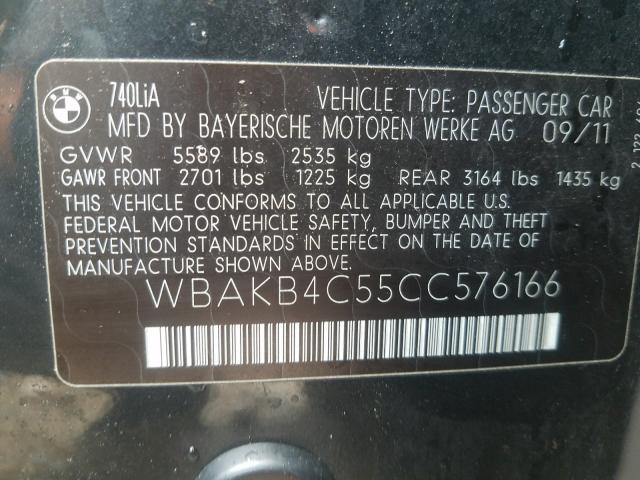 BMW
740LiA VEHICLE TYPE: PASSENGER CAR
MFD BY BAYERISCHE MOTOREN WERKE AG 09/11
GVWR 5589 lbs 2535 kg
GAWR FRONT 2701 lbs 1225 kg REAR 3164 lbs 1435 kg
THIS VEHICLE CONFORMS TO ALL APPLICABLE U.S.
FEDERAL MOTOR VEHICLE SAFETY, BUMPER AND THEFT
PREVENTION STANDARDS IN EFFECT ON THE DATE OF
MANUFACTURE SHOWN ABOVE.
WBAKB4C55CC576166